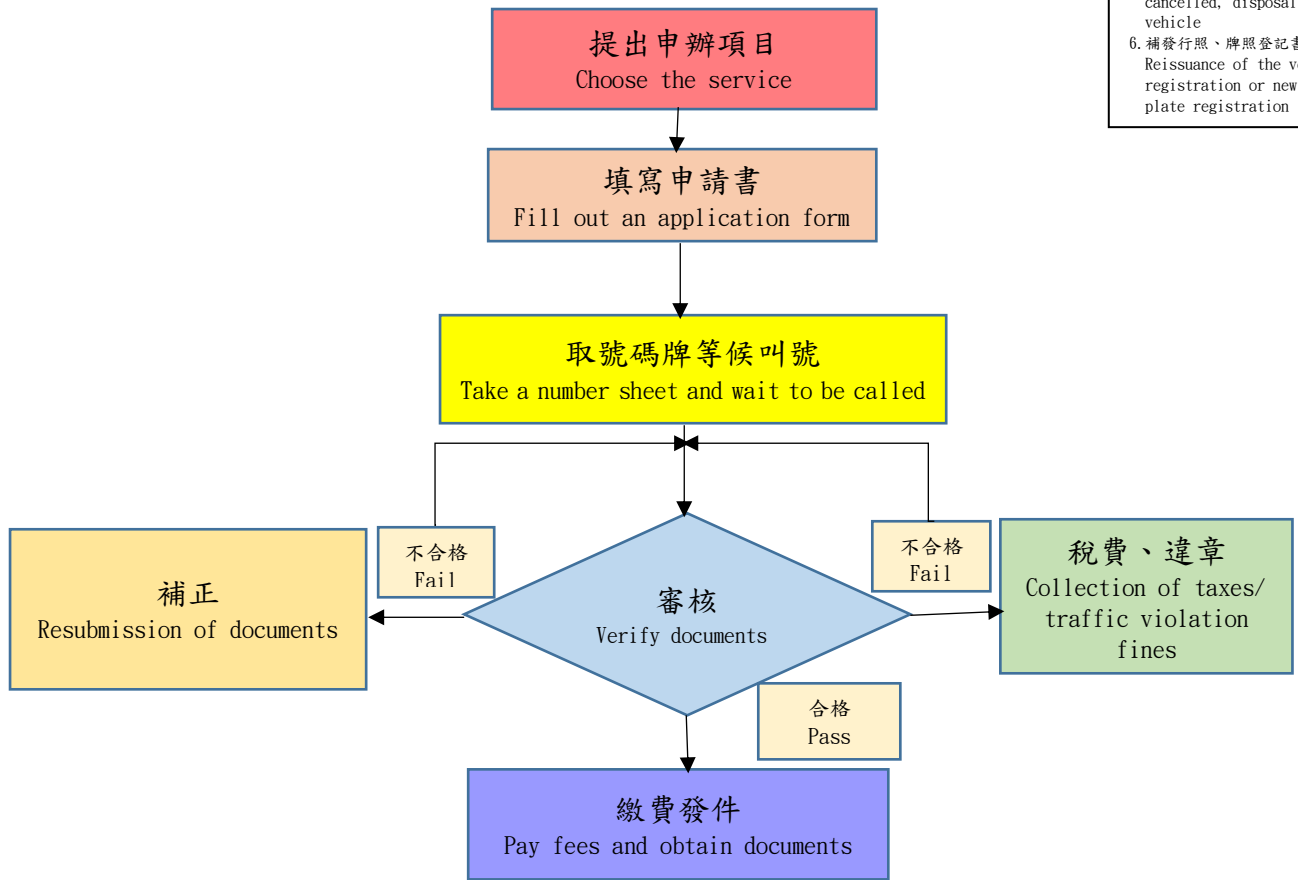 cancelled, disposal
vehicle
6.補發行照、牌照登記書
Reissuance of the
registration or new
plate registration
提出申辦項目
Choose the service
填寫申請書
Fill out an application form
取號碼牌等候叫號
Take a number sheet and wait to be called
不合格
Fail
不合格
Fail
補正
Resubmission of documents
審核
Verify documents
稅費、違章
Collection of taxes/
traffic violation
fines
合格
Pass
繳費發件
Pay fees and obtain documents